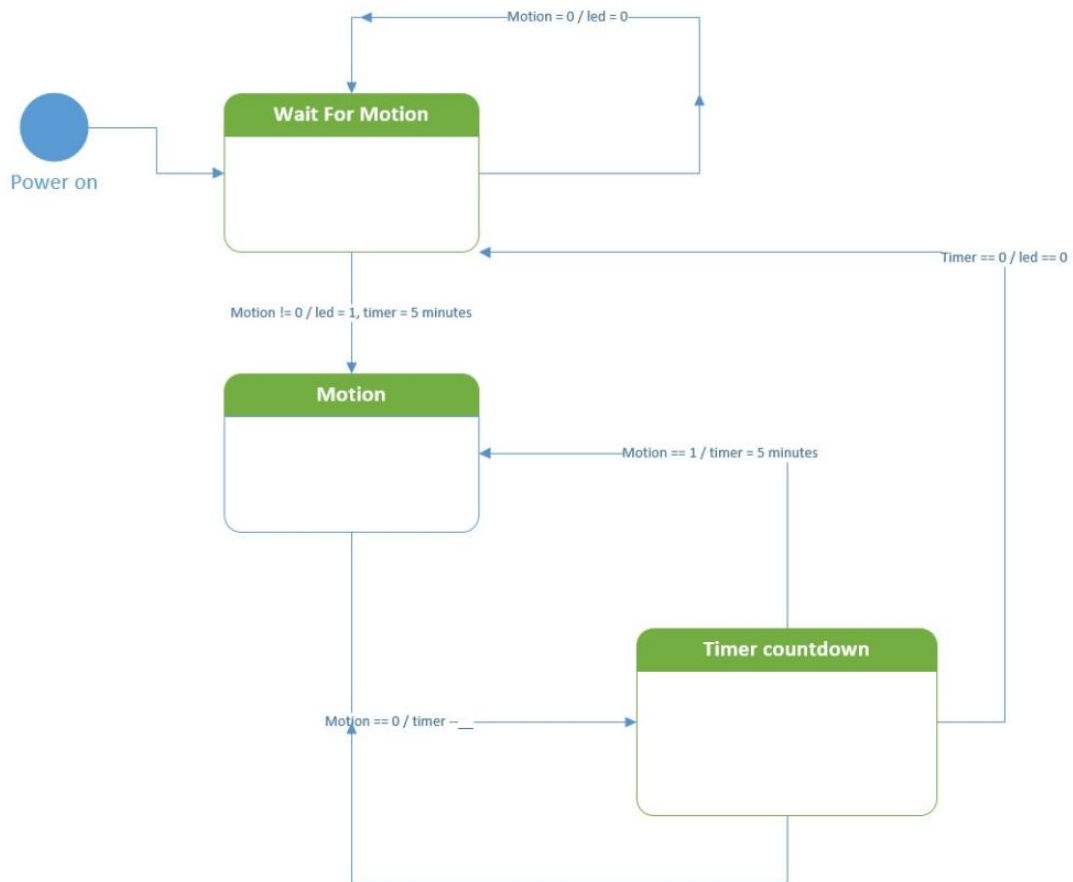 Motion = 0 / led = 0
Wait For Motion
Power on
Timer == 0 / led == 0
Motion != 0 / led = 1, timer = 5 minutes
Motion
Motion == 1 / timer = 5 minutes
Timer countdown
Motion == 0 / timer --__